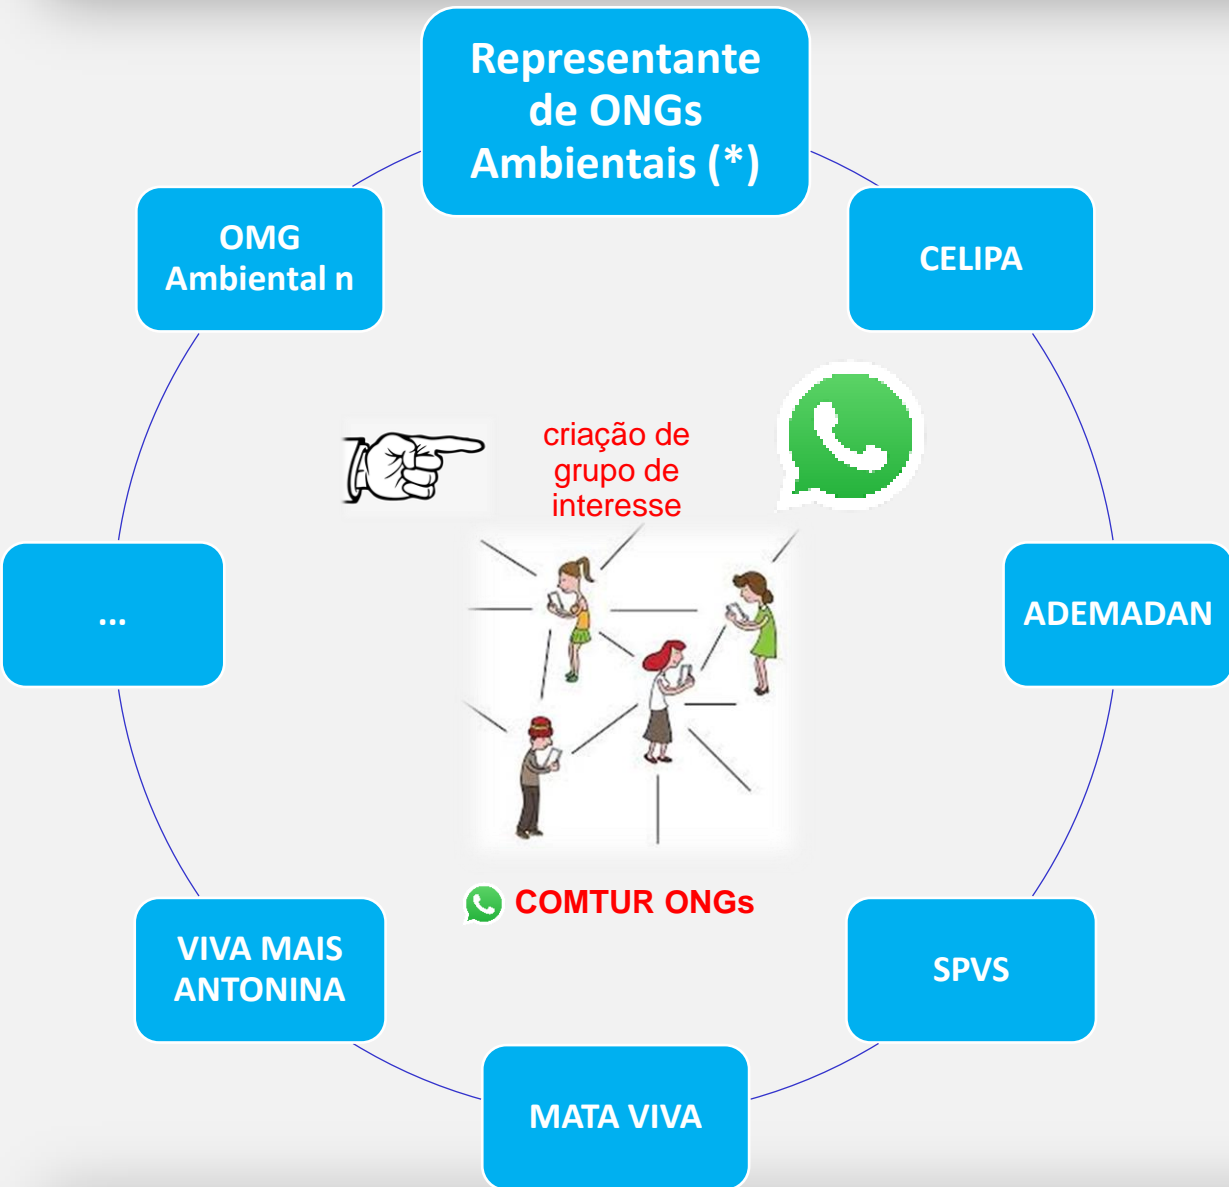 Representante
de ONGs
Ambientais (*)
OMG
Ambiental n
CELIPA
criação de
grupo de
interesse
...
ADEMADAN
COMTUR ONGs
VIVA MAIS
ANTONINA
SPVS
MATA VIVA